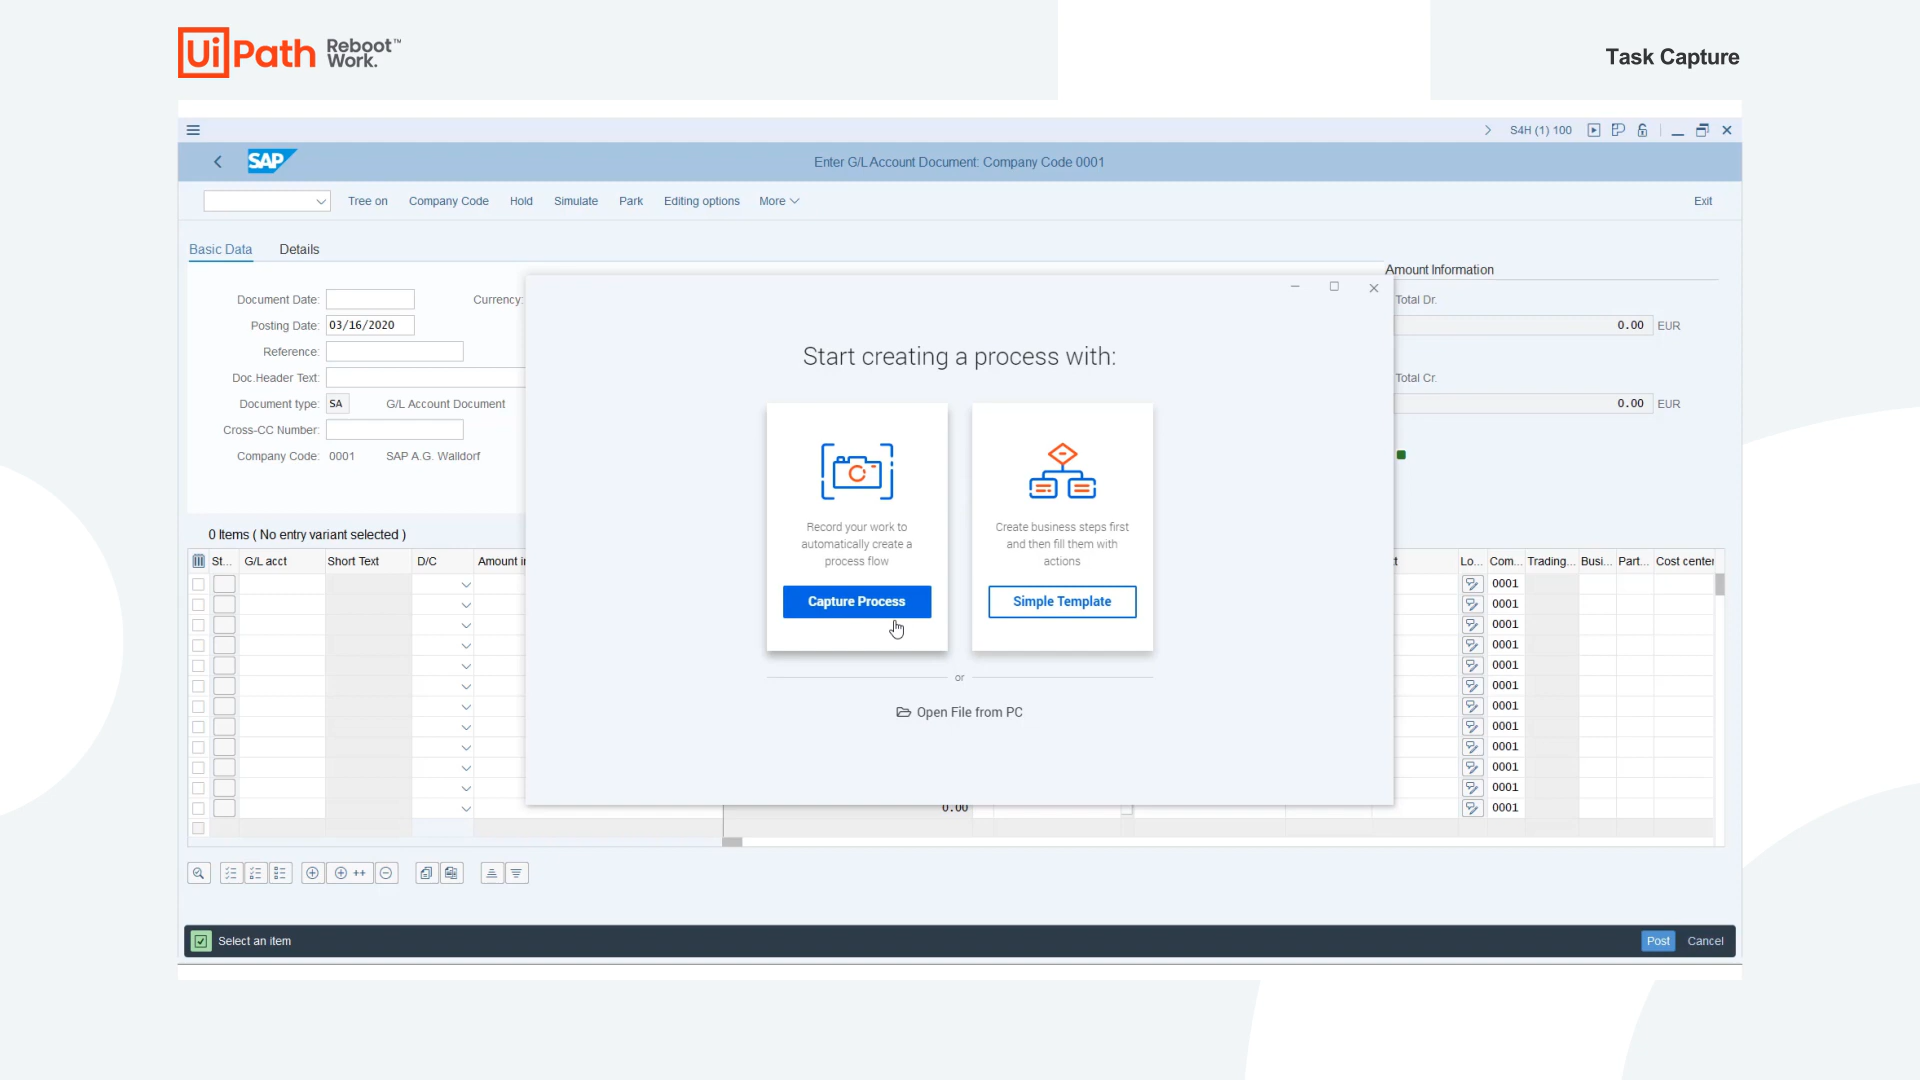 UiPath Reboot Work.™
Task Capture
S4H (1) 100
SAP
Enter G/L Account Document: Company Code 0001
Tree on
Company Code
Hold
Simulate
Park
Editing options
More
Exit
Basic Data
Details
Amount Information
Document Date:
Currency:
Total Dr.
Posting Date: 03/16/2020
0.00 EUR
Reference:
Doc.Header Text:
Total Cr.
Document type: SA G/L Account Document
0.00 EUR
Cross-CC Number:
Company Code: 0001 SAP A.G. Walldorf
Start creating a process with:
Record your work to
automatically create a
process flow
Capture Process
Create business steps first
and then fill them with
actions
Simple Template
or
Open File from PC
0 Items ( No entry variant selected )
St... G/L acct Short Text D/C Amount i
t Lo... Com... Trading... Busi... Part... Cost center
0001
0001
0001
0001
0001
0001
0001
0001
0001
0001
0001
0.00 0001
++
Select an item
Post
Cancel